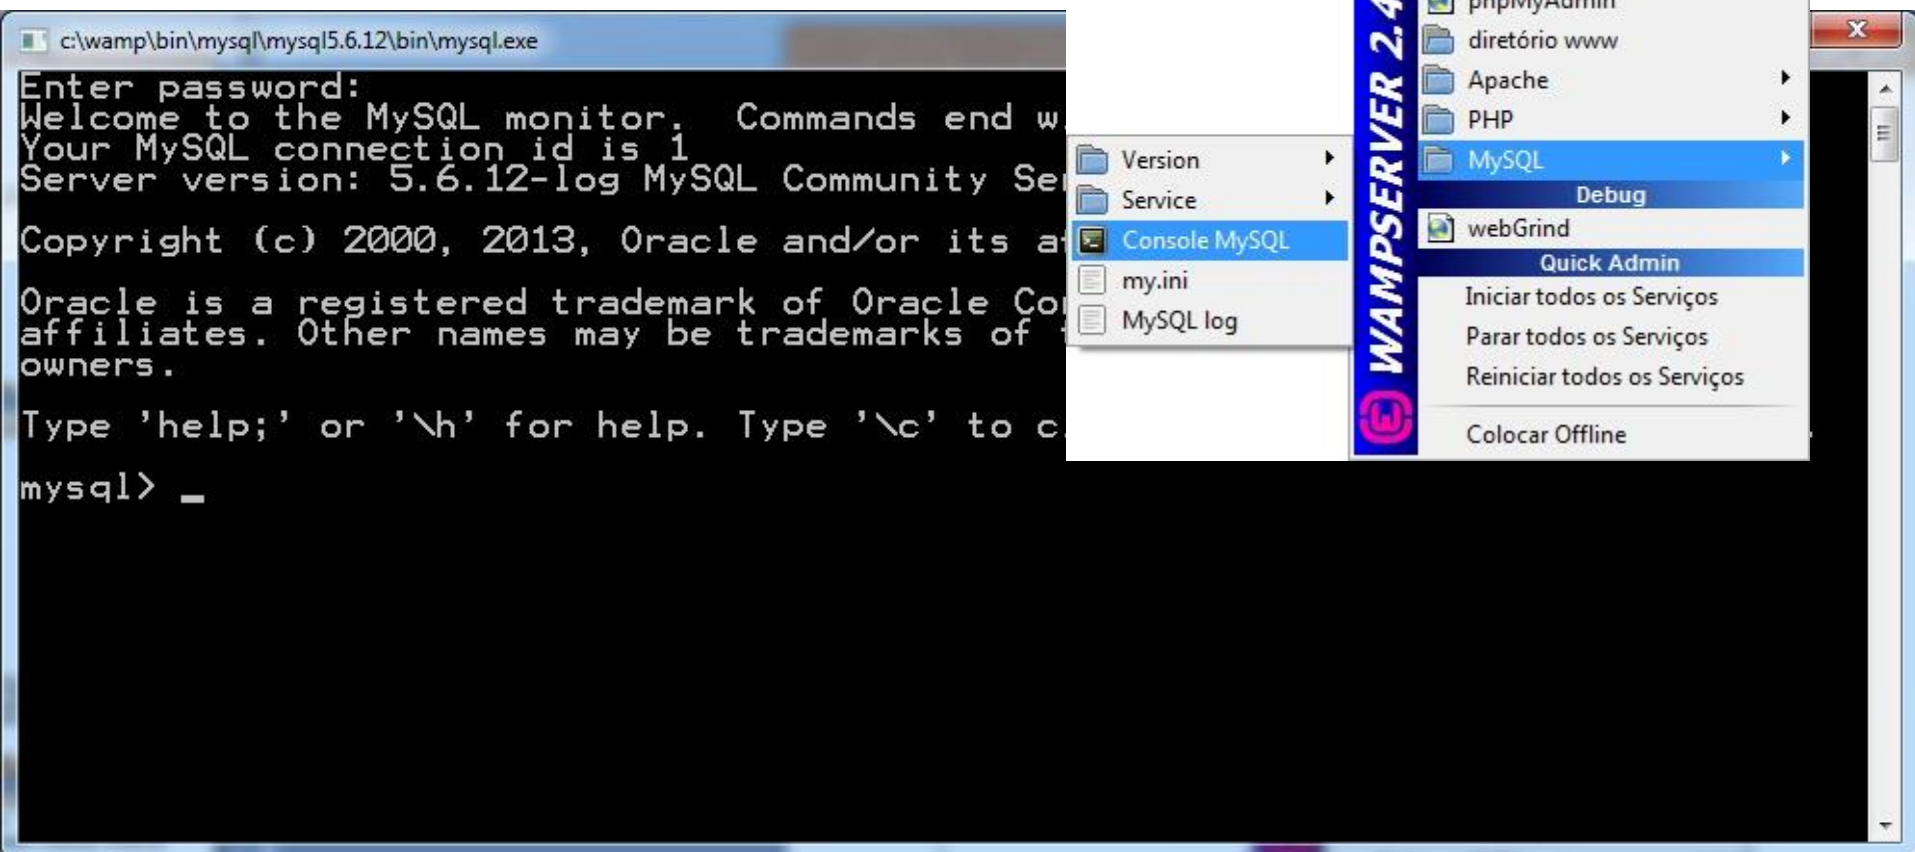 c:\wamp\bin\mysql\mysql5.6.12\bin\mysql.exe
Enter password:
Welcome to the MySQL monitor.  Commands end w
Your MySQL connection id is 1
Server version: 5.6.12-log MySQL Community Se
Copyright (c) 2000, 2013, Oracle and/or its a
Oracle is a registered trademark of Oracle Co
affiliates. Other names may be trademarks of
owners.
Type 'help;' or '\h' for help. Type '\c' to c
mysql> _
Version
Service
Console MySQL
my.ini
MySQL log
WAMPSERVER 2.4
phpMyAdmin
diretório www
Apache
PHP
MySQL
Debug
webGrind
Quick Admin
Iniciar todos os Serviços
Parar todos os Serviços
Reiniciar todos os Serviços
Colocar Offline